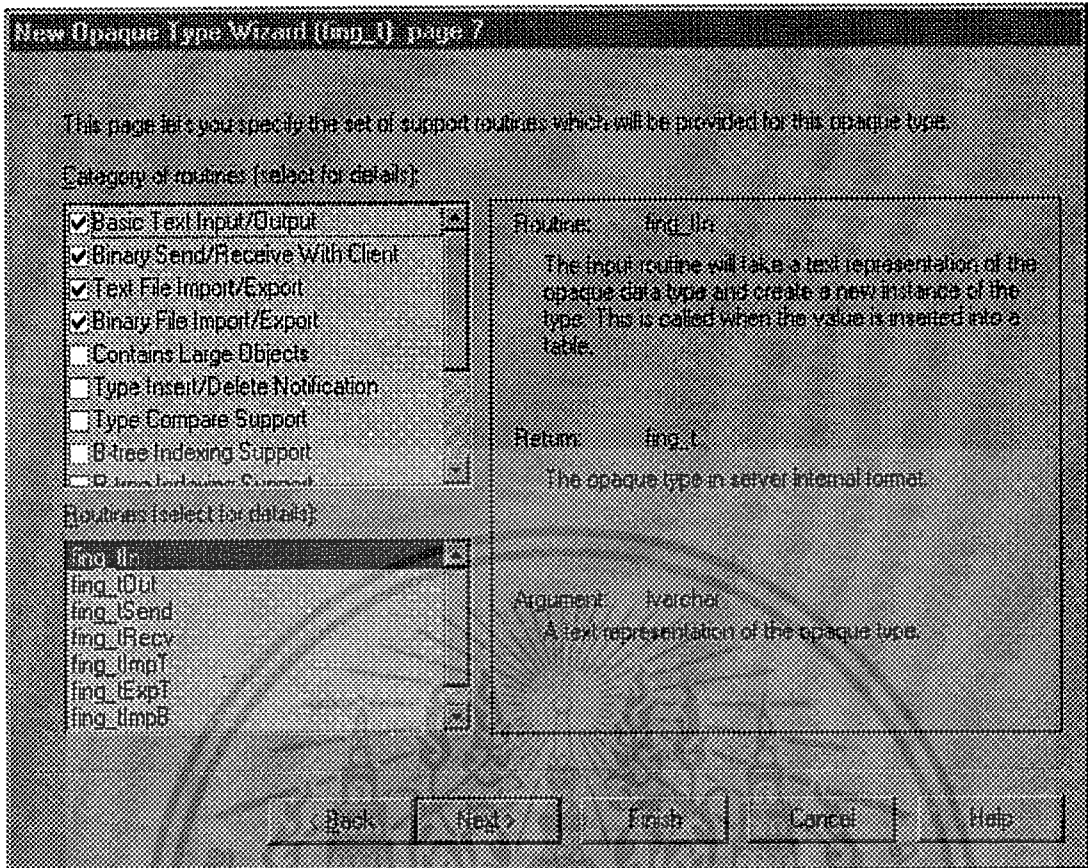 New Opaque Type Wizard (fing_t) page 7
This page lets you specify the set of support routines which will be provided for this opaque type.
Category of routines (select for details):
Basic Text Input/Output
Binary Send/Receive With Client
Text File Import/Export
Binary File Import/Export
Contains Large Objects
Type Insert/Delete Notification
Type Compare Support
B-tree Indexing Support
Indexing Support
Routines (select for details):
fing_tIn
fing_tOut
fing_tSend
fing_tRecv
fing_tImpT
fing_tExpT
fing_tImpB
Routine: fing_tIn
The Input routine will take a text representation of the
opaque data type and create a new instance of the
type. This is called when the value is inserted into a
table.
Return: fing_t
The opaque type in server internal format.
Argument: lvarchar
A text representation of the opaque type.
< Back
Next >
Finish
Cancel
Help